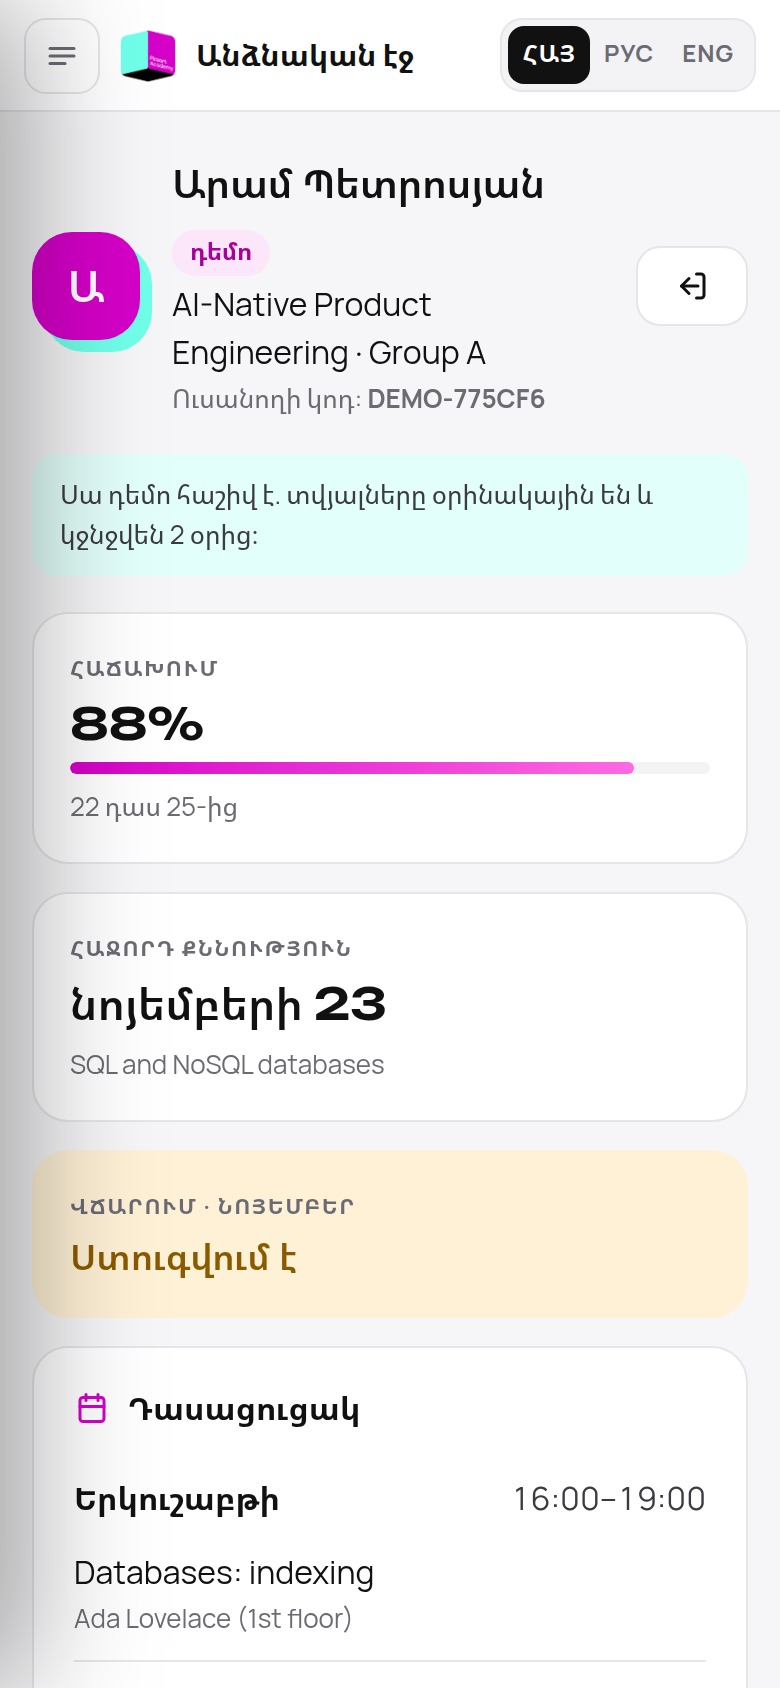 Անձնական էջ
ՀԱՅ РУС ENG
Արամ Պետրոսյան
դեմո
Ա
AI-Native Product
Engineering · Group A
Ուսանողի կոդ: DEMO-775CF6
Սա դեմո հաշիվ է. տվյալները օրինակային են և
կջնջվեն 2 օրից:
ՀԱՃԱԽՈՒՄ
88%
22 դաս 25-ից
ՀԱՋՈՐԴ ՔՆՆՈՒԹՅՈՒՆ
նոյեմբերի 23
SQL and NoSQL databases
ՎՃԱՐՈՒՄ · ՆՈՅԵՄԲԵՐ
Ստուգվում է
Դասացուցակ
Երկուշաբթի 16:00–19:00
Databases: indexing
Ada Lovelace (1st floor)